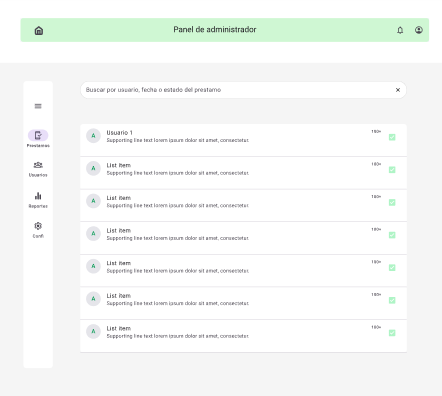 Panel de administrador
Buscar por usuario, fecha o estado del prestamo
Prestamos
Usuarios
Reportes
Confi
A
Usuario 1
Supporting line text lorem ipsum dolor sit amet, consectetur.
100+
A
List item
Supporting line text lorem ipsum dolor sit amet, consectetur.
100+
A
List item
Supporting line text lorem ipsum dolor sit amet, consectetur.
100+
A
List item
Supporting line text lorem ipsum dolor sit amet, consectetur.
100+
A
List item
Supporting line text lorem ipsum dolor sit amet, consectetur.
100+
A
List item
Supporting line text lorem ipsum dolor sit amet, consectetur.
100+
A
List item
Supporting line text lorem ipsum dolor sit amet, consectetur.
100+